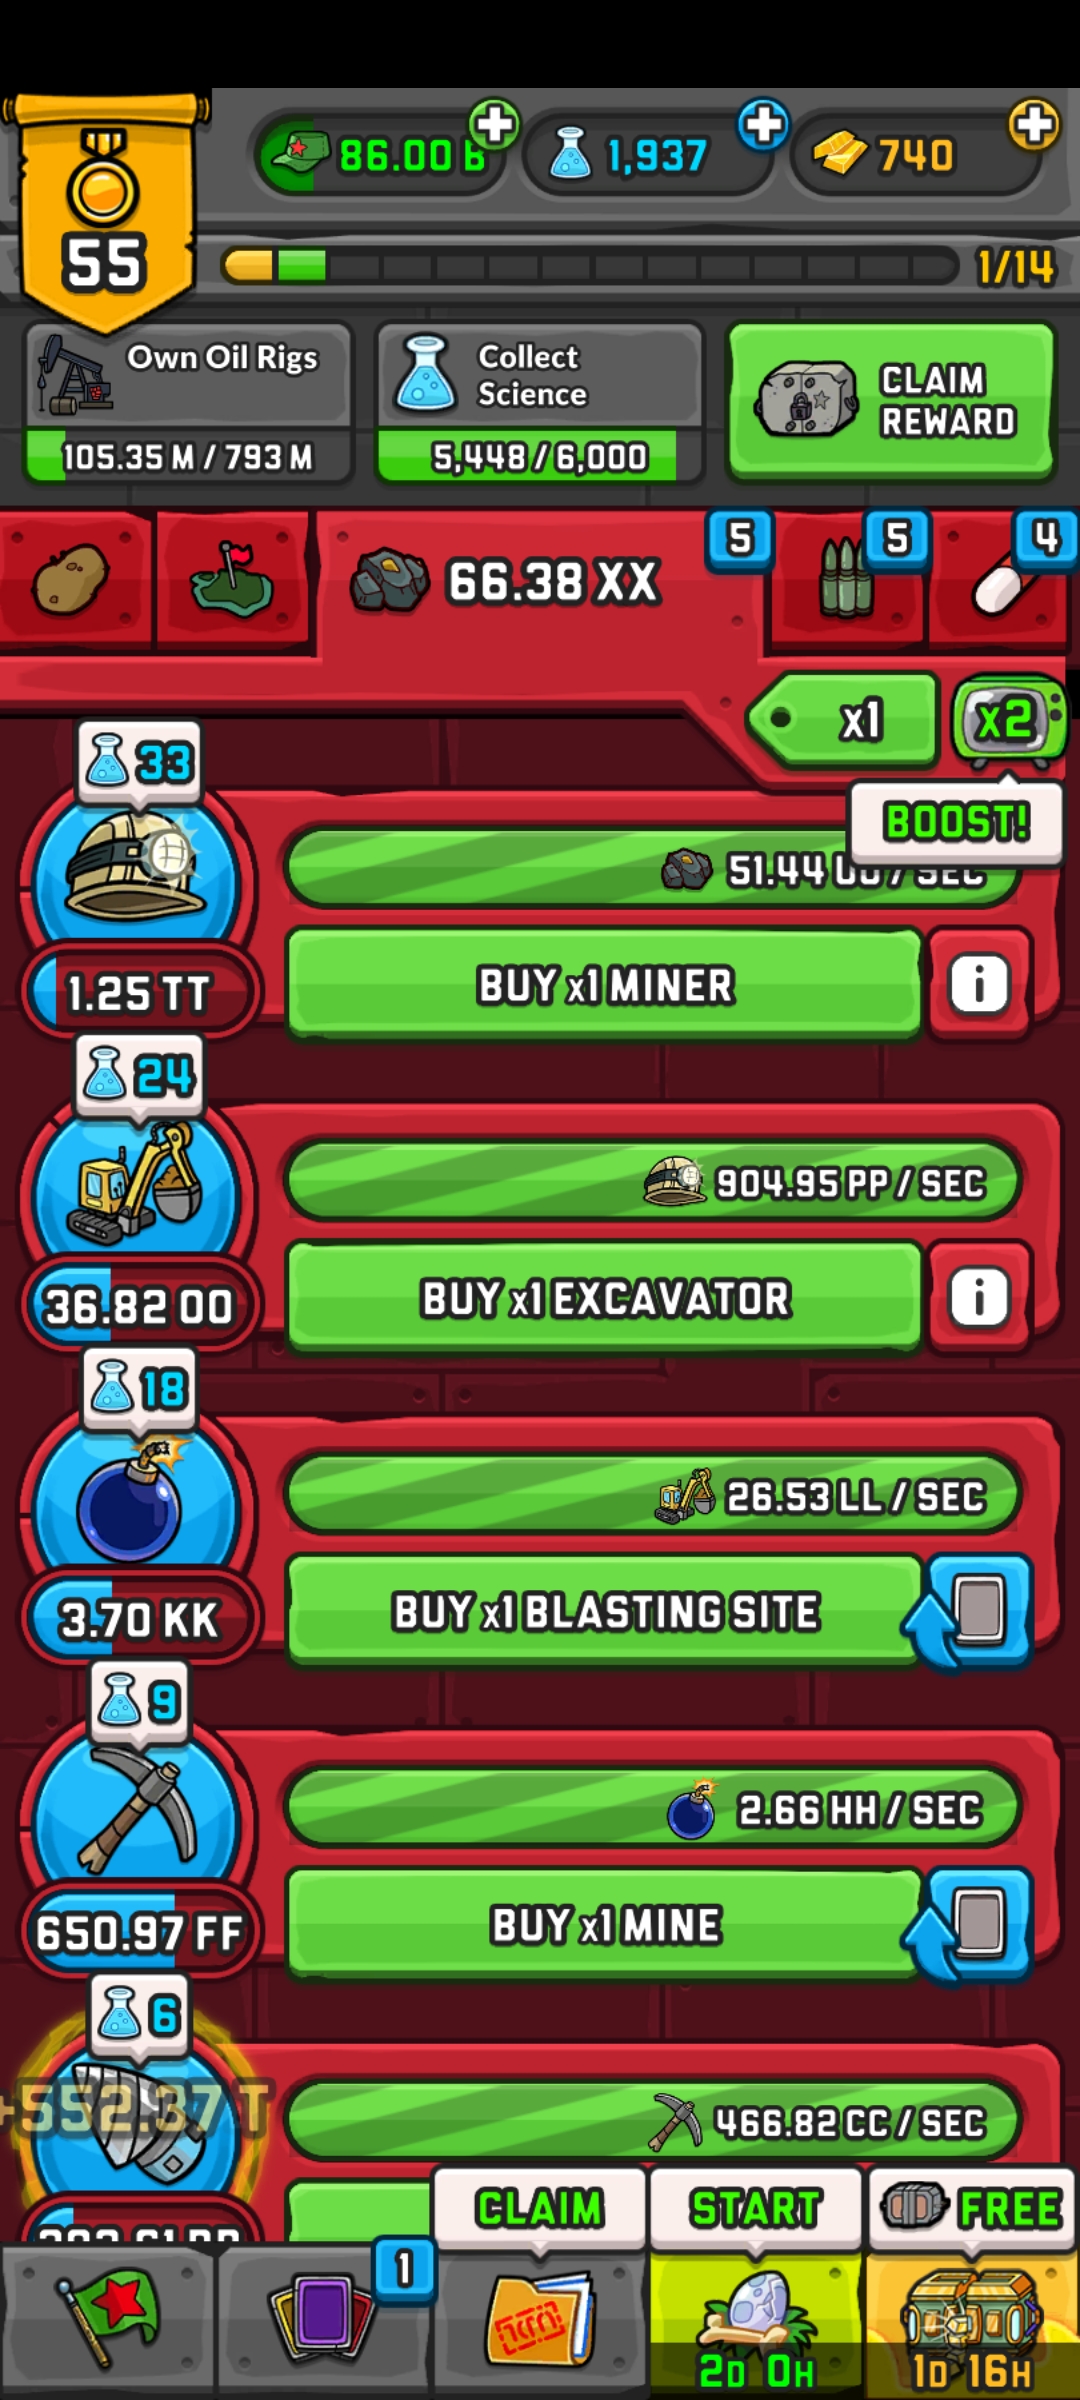 55
86.00 B
1,937
740
1/14
Own Oil Rigs
105.35 M / 793 M
Collect
Science
5,448 / 6,000
CLAIM
REWARD
66.38 XX
5
5
4
x1
x2
BOOST!
33
51.44 / SEC
1.25 TT
BUY x1 MINER
i
24
904.95 PP / SEC
36.82 OO
BUY x1 EXCAVATOR
i
18
26.53 LL / SEC
3.70 KK
BUY x1 BLASTING SITE
9
2.66 HH / SEC
650.97 FF
BUY x1 MINE
6
+552.37 T
466.82 CC / SEC
CLAIM
START
FREE
1
2D 0H
1D 16H